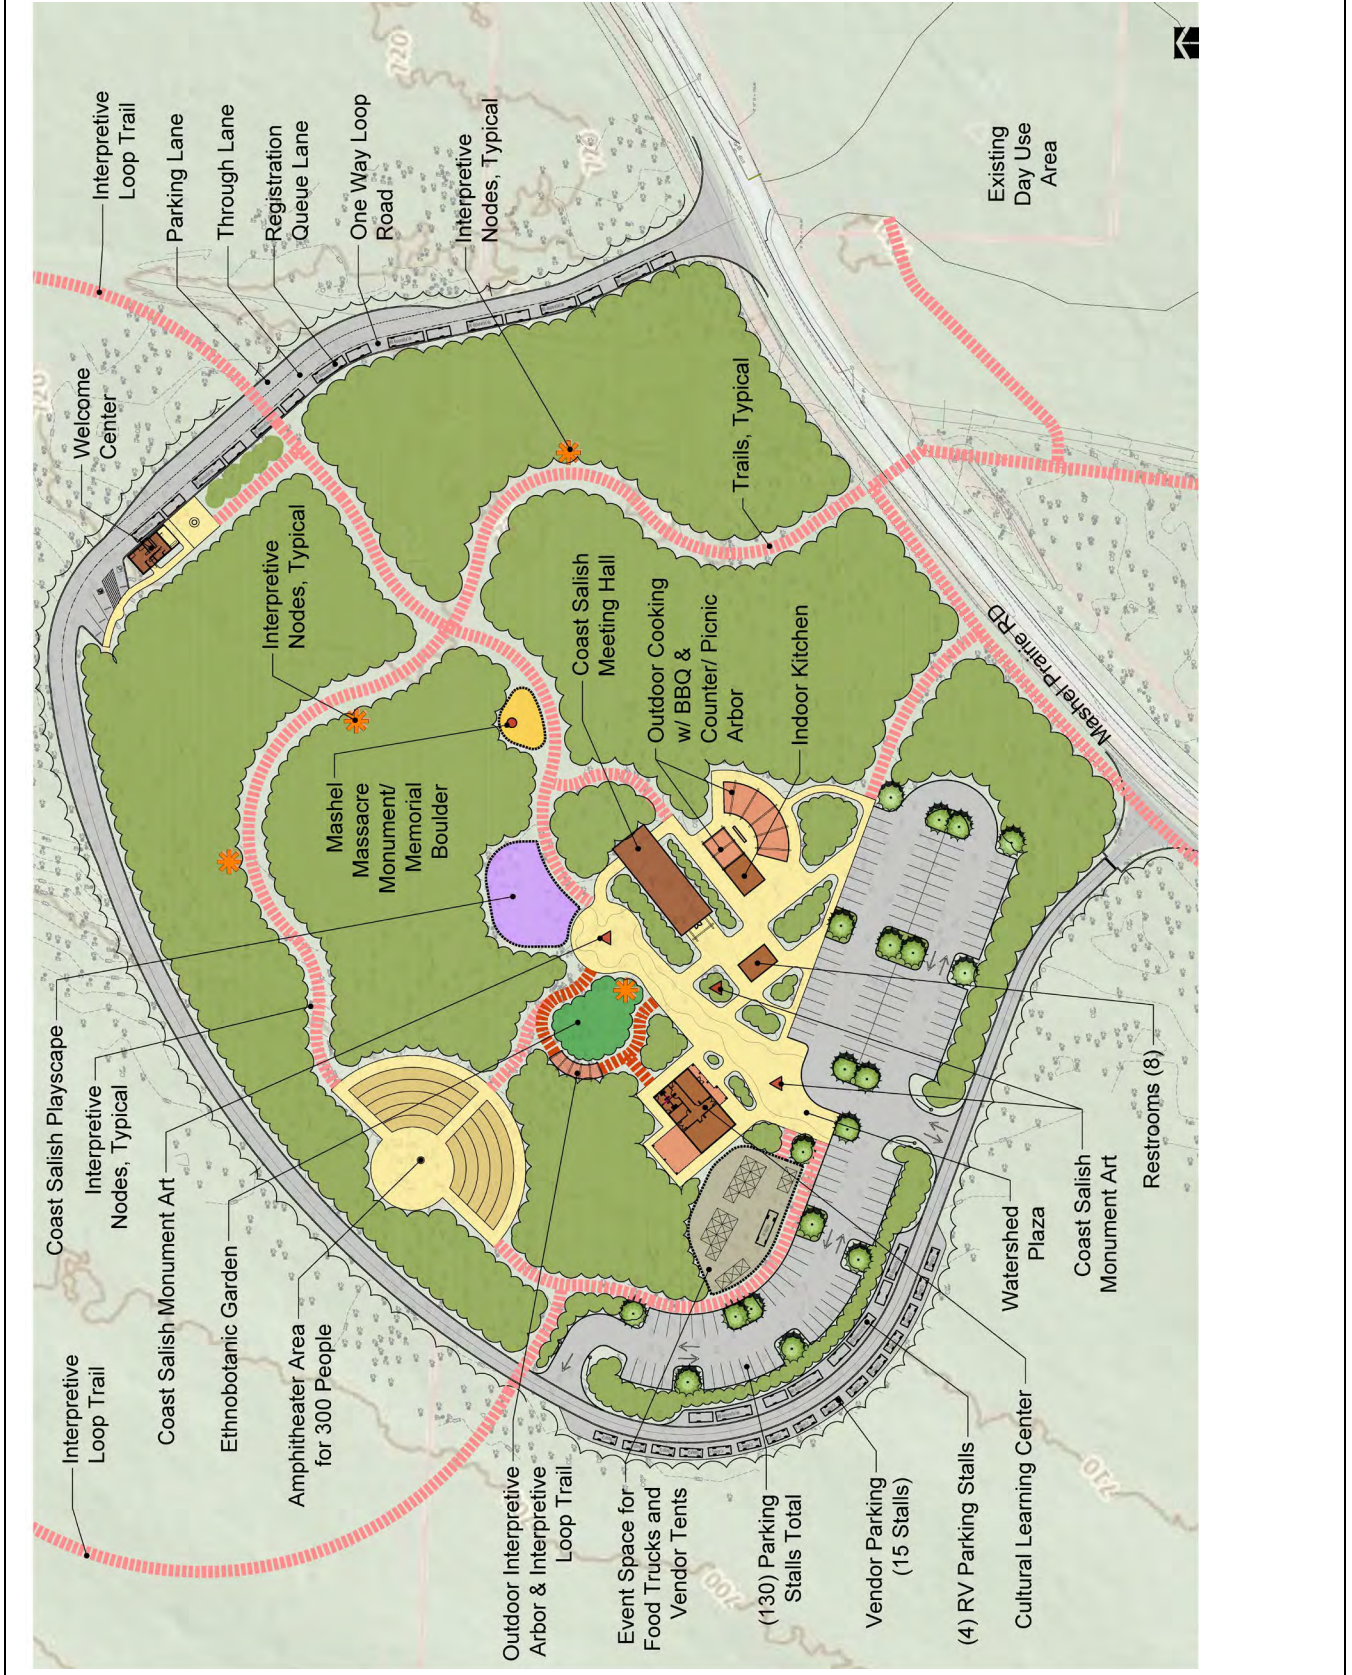 Interpretive
Loop Trail
Parking Lane
Through Lane
Registration
Queue Lane
One Way Loop
Road
Interpretive
Nodes, Typical
Existing
Day Use
Area
Welcome
Center
Trails, Typical
Interpretive
Nodes, Typical
Coast Salish
Meeting Hall
Outdoor Cooking
w/ BBQ &
Counter/ Picnic
Arbor
Indoor Kitchen
Mashel Prairie RD
Mashel
Massacre
Monument/
Memorial
Boulder
Coast Salish Playscape
Interpretive
Nodes, Typical
Coast Salish Monument Art
Ethnobotanic Garden
Amphitheater Area
for 300 People
Interpretive
Loop Trail
Outdoor Interpretive
Arbor & Interpretive
Loop Trail
Event Space for
Food Trucks and
Vendor Tents
(130) Parking
Stalls Total
Vendor Parking
(15 Stalls)
(4) RV Parking Stalls
Cultural Learning Center
Watershed
Plaza
Coast Salish
Monument Art
Restrooms (8)
720
720
700
730